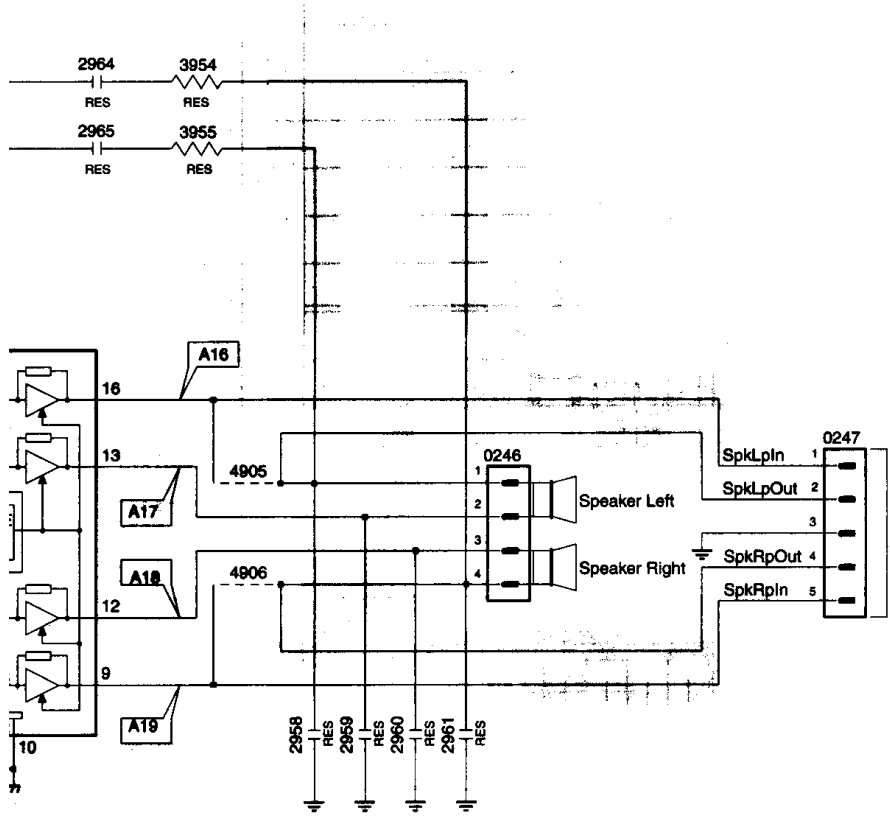 2964
3954
RES
RES
2965
3955
RES
RES
A16
16
0246
0247
13
4905
1
SpkLpIn
1
2
Speaker Left
SpkLpOut
2
A17
3
3
A18
4906
4
Speaker Right
SpkRpOut
4
12
SpkRpIn
5
9
A19
2958
RES
2959
2960
RES
2961
RES
10